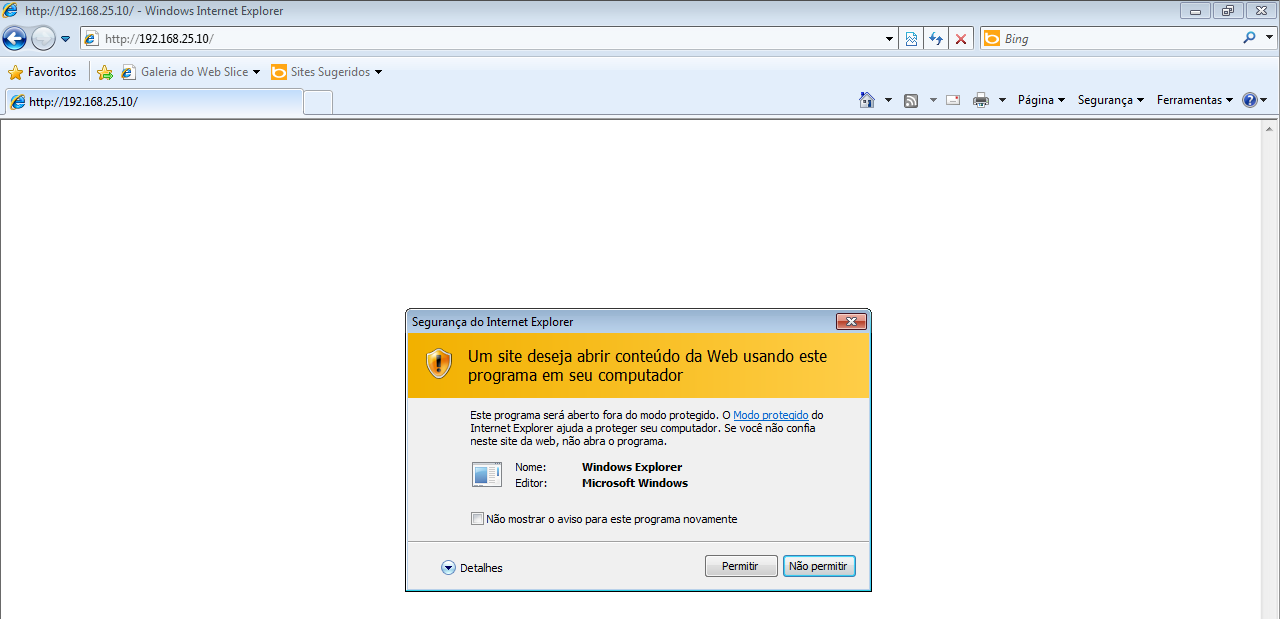 http://192.168.25.10/ - Windows Internet Explorer
http://192.168.25.10/
Bing
Favoritos
Galeria do Web Slice
Sites Sugeridos
http://192.168.25.10/
Página
Segurança
Ferramentas
Segurança do Internet Explorer
Um site deseja abrir conteúdo da Web usando este
programa em seu computador
Este programa será aberto fora do modo protegido. O Modo protegido do
Internet Explorer ajuda a proteger seu computador. Se você não confia
neste site da web, não abra o programa.
Nome: Windows Explorer
Editor: Microsoft Windows
Não mostrar o aviso para este programa novamente
Detalhes
Permitir
Não permitir